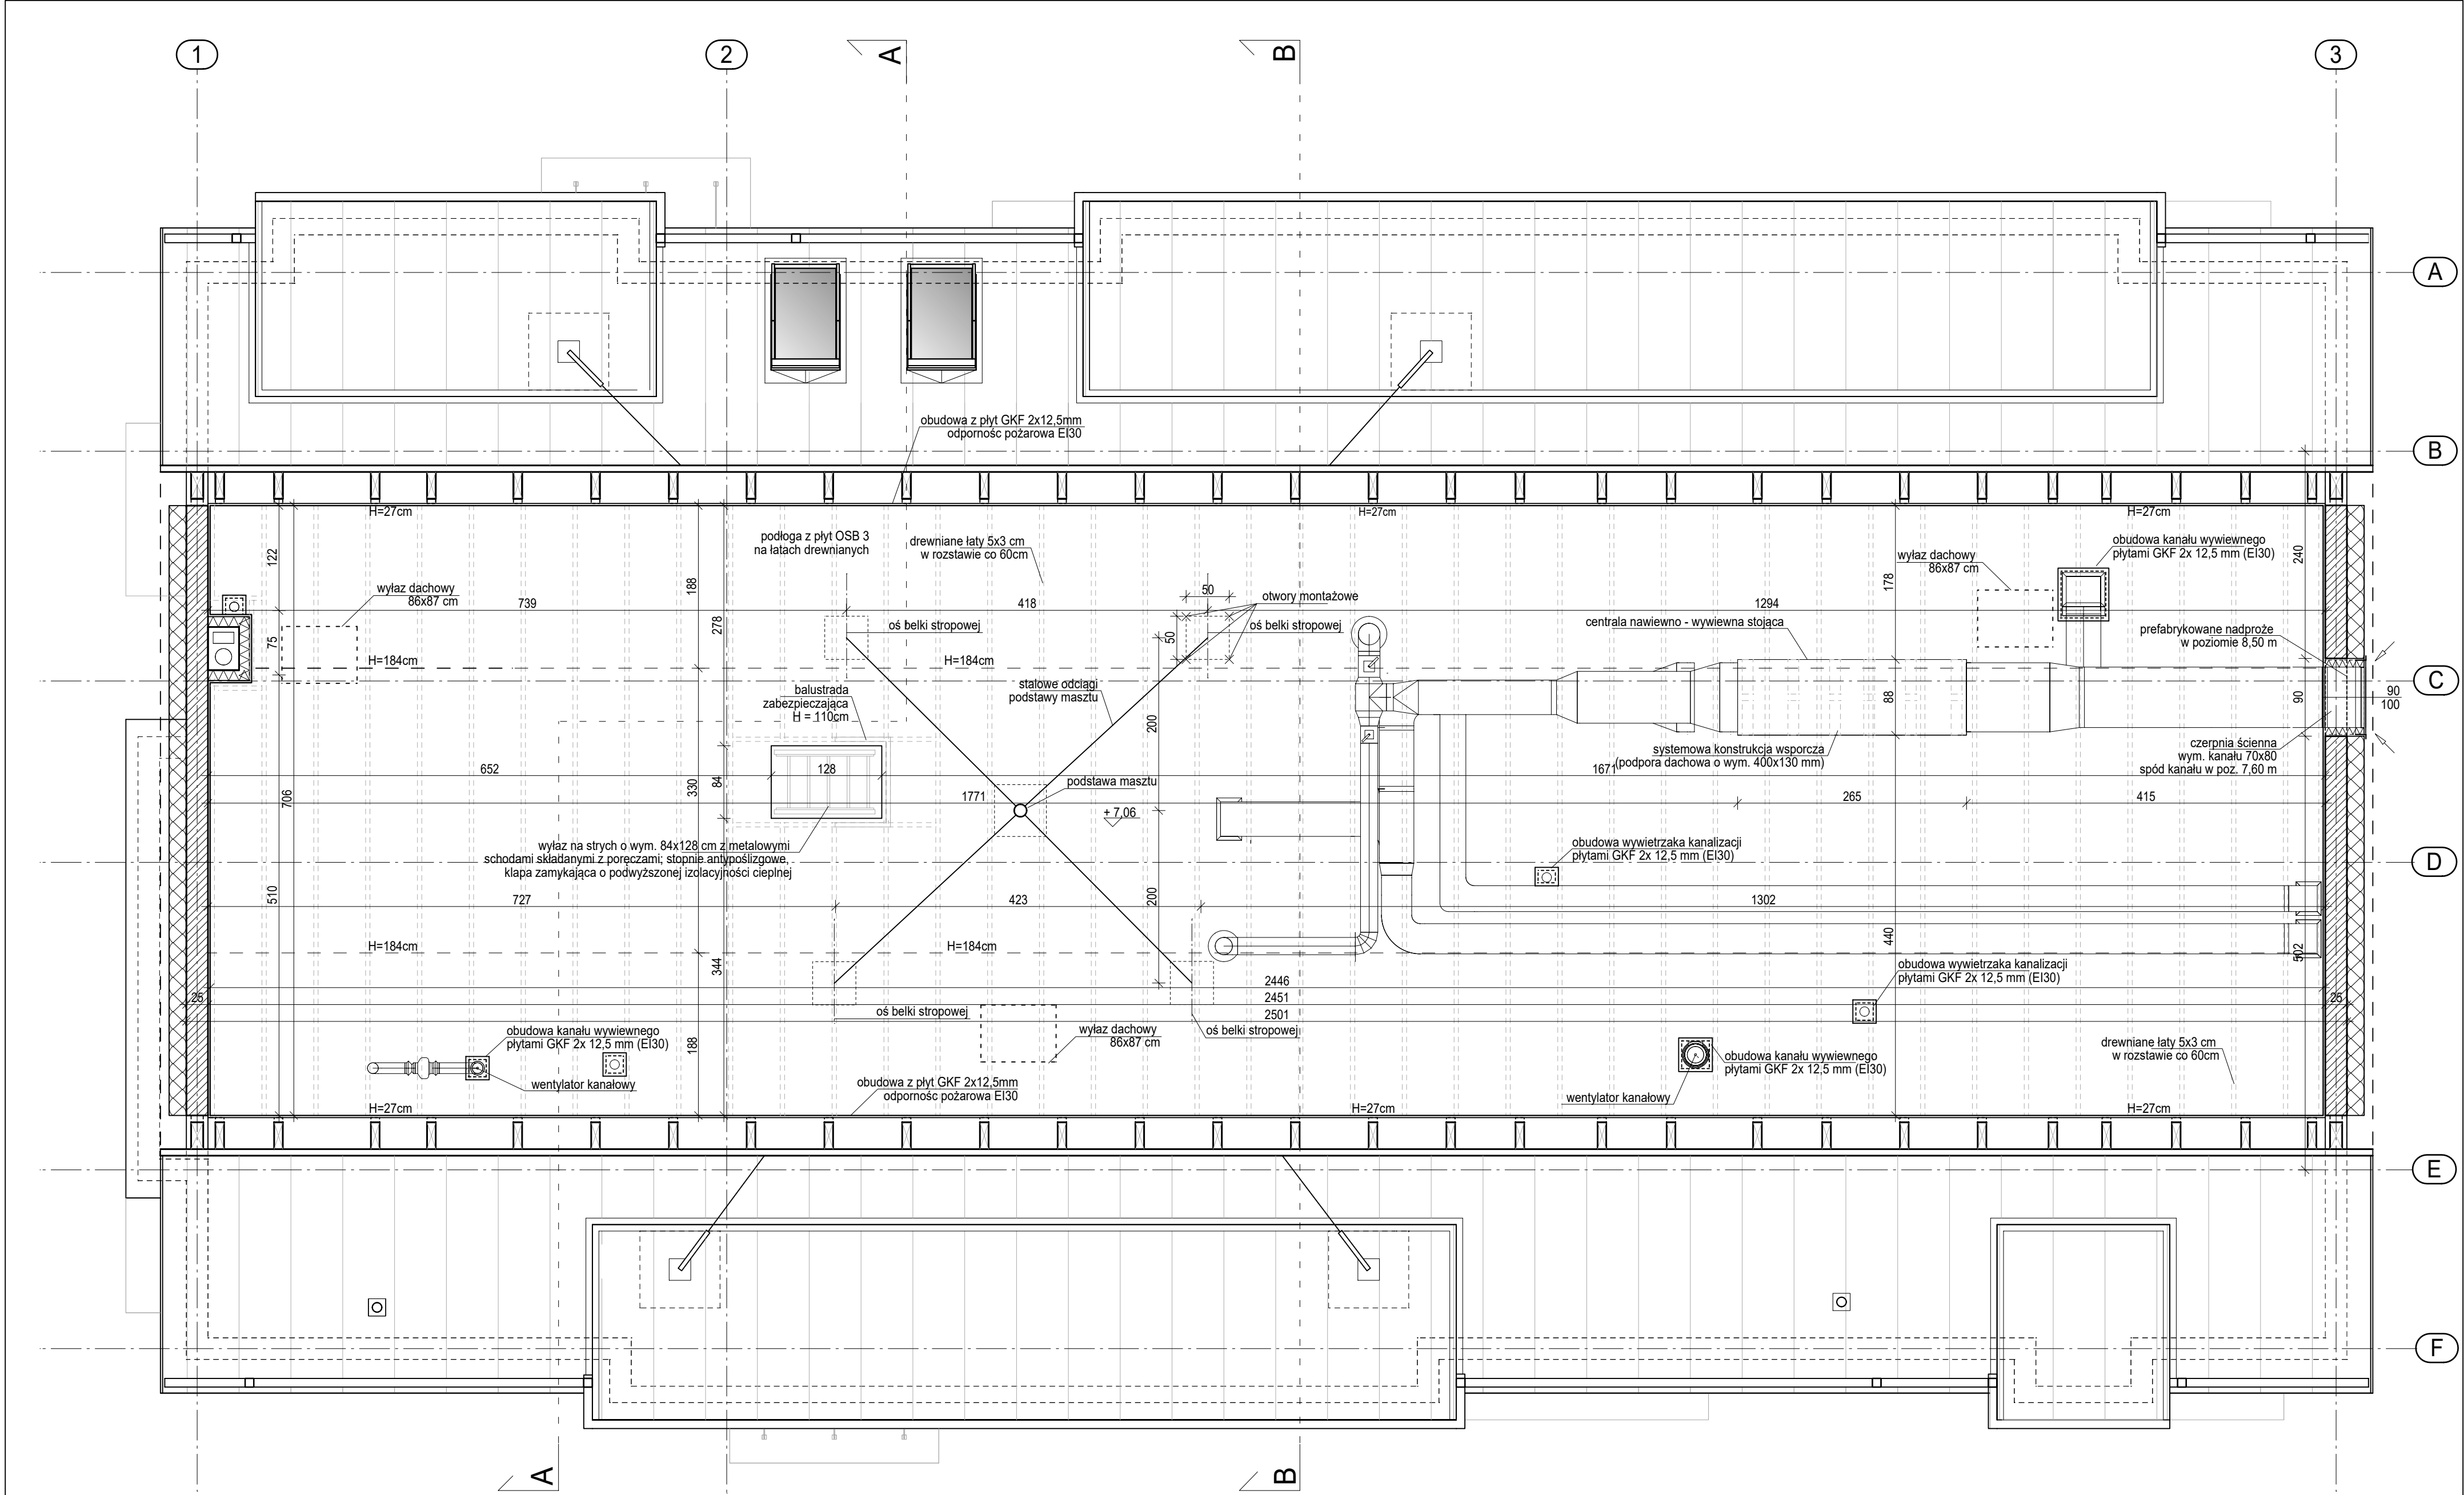 1
2
A
B
3
A
B
obudowa z płyt GKF 2x12,5mm
odpornośc pożarowa EI30
H=27cm
H=27cm
H=27cm
podłoga z płyt OSB 3
na łatach drewnianych
drewniane łaty 5x3 cm
w rozstawie co 60cm
obudowa kanału wywiewnego
płytami GKF 2x 12,5 mm (EI30)
wyłaz dachowy
86x87 cm
122
188
178
240
wyłaz dachowy
86x87 cm
739
418
50
otwory montażowe
1294
278
oś belki stropowej
50
oś belki stropowej
centrala nawiewno - wywiewna stojąca
prefabrykowane nadproże
w poziomie 8,50 m
75
H=184cm
H=184cm
C
balustrada
zabezpieczająca
H = 110cm
stalowe odciągi
podstawy masztu
88
90
90
100
200
systemowa konstrukcja wsporcza
(podpora dachowa o wym. 400x130 mm)
czerpnia ścienna
wym. kanału 70x80
spód kanału w poz. 7,60 m
652
128
1671
706
330
84
podstawa masztu
1771
265
415
+ 7,06
wyłaz na strych o wym. 84x128 cm z metalowymi
schodami składanymi z poręczami; stopnie antypoślizgowe,
klapa zamykająca o podwyższonej izolacyjności cieplnej
obudowa wywietrzaka kanalizacji
płytami GKF 2x 12,5 mm (EI30)
D
510
727
423
200
1302
H=184cm
H=184cm
344
440
502
obudowa wywietrzaka kanalizacji
płytami GKF 2x 12,5 mm (EI30)
2446
25
2451
25
2501
oś belki stropowej
oś belki stropowej
obudowa kanału wywiewnego
płytami GKF 2x 12,5 mm (EI30)
188
wyłaz dachowy
86x87 cm
drewniane łaty 5x3 cm
w rozstawie co 60cm
obudowa kanału wywiewnego
płytami GKF 2x 12,5 mm (EI30)
wentylator kanałowy
obudowa z płyt GKF 2x12,5mm
odpornośc pożarowa EI30
wentylator kanałowy
H=27cm
H=27cm
H=27cm
E
F
A
B